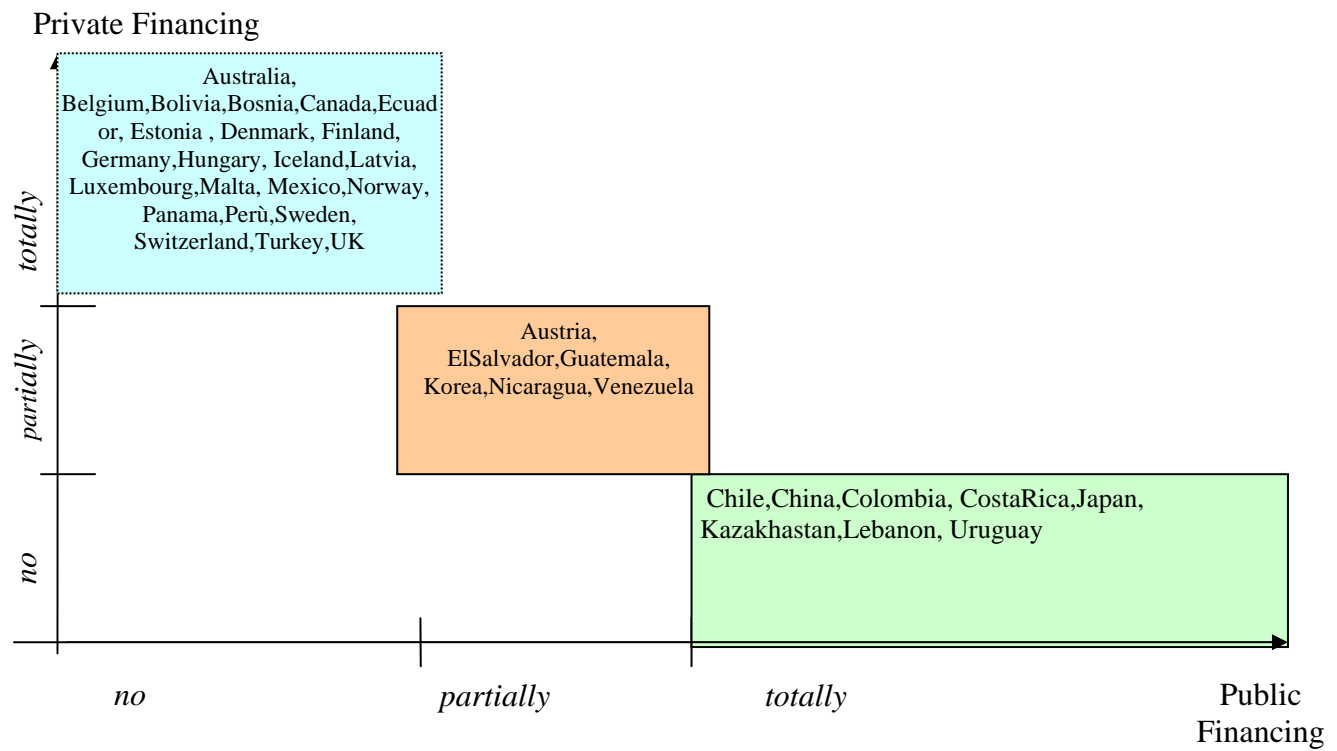 Private Financing
Australia,
Belgium,Bolivia,Bosnia,Canada,Ecuad
or, Estonia , Denmark, Finland,
Germany,Hungary, Iceland,Latvia,
Luxembourg,Malta, Mexico,Norway,
Panama,Perù,Sweden,
Switzerland,Turkey,UK
totally
Austria,
ElSalvador,Guatemala,
Korea,Nicaragua,Venezuela
partially
Chile,China,Colombia, CostaRica,Japan,
Kazakhastan,Lebanon, Uruguay
no
no
partially
totally
Public
Financing